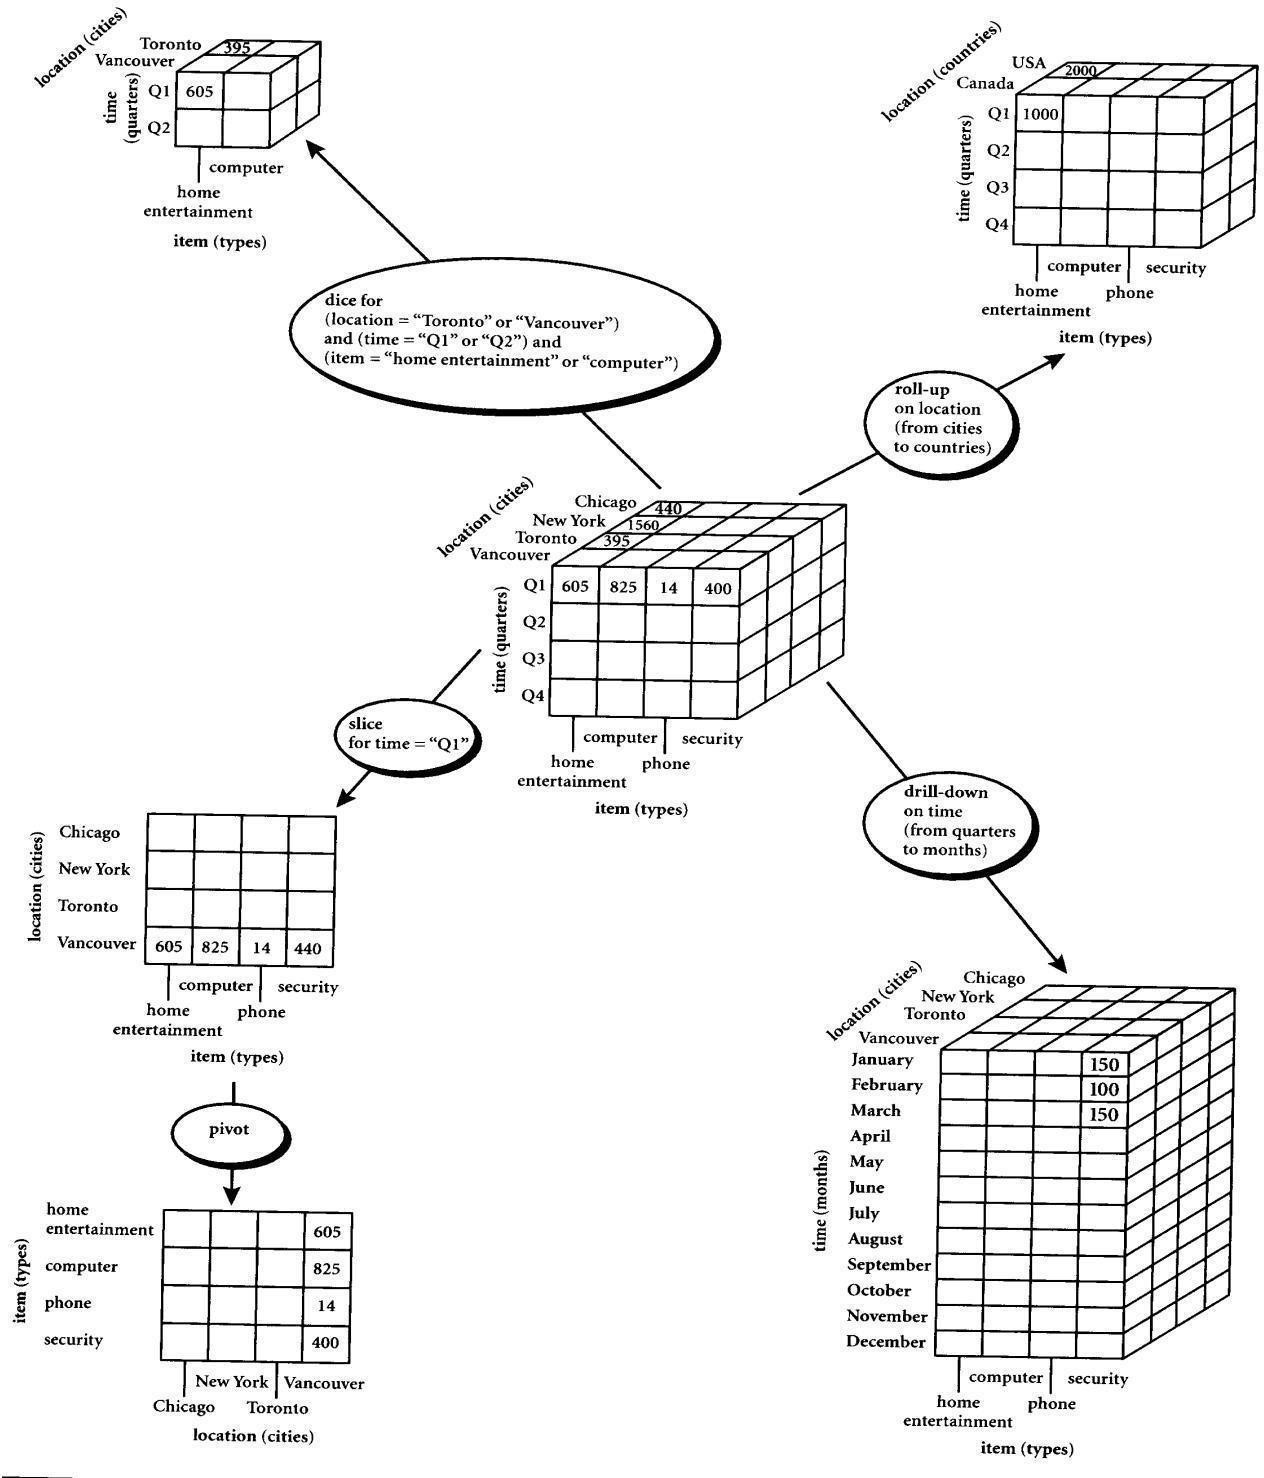 location (cities)
Toronto
Vancouver
395
time
(quarters)
Q1
605
Q2
computer
home
entertainment
item (types)
location (countries)
USA
Canada
2000
time (quarters)
Q1
1000
Q2
Q3
Q4
computer
security
home
entertainment
phone
item (types)
dice for
(location = “Toronto” or “Vancouver”)
and (time = “Q1” or “Q2”) and
(item = “home entertainment” or “computer”)
roll-up
on location
(from cities
to countries)
location (cities)
Chicago
440
New York
1560
Toronto
395
Vancouver
time (quarters)
Q1
605 825 14 400
Q2
Q3
Q4
computer
security
home
entertainment
phone
item (types)
slice
for time = “Q1”
drill-down
on time
(from quarters
to months)
location (cities)
Chicago
New York
Toronto
Vancouver
605 825 14 440
computer
security
home
entertainment
phone
item (types)
pivot
item (types)
home
entertainment
605
computer
825
phone
14
security
400
New York
Vancouver
Chicago
Toronto
location (cities)
location (cities)
Chicago
New York
Toronto
Vancouver
time (months)
January
150
February
100
March
150
April
May
June
July
August
September
October
November
December
computer
security
home
entertainment
phone
item (types)